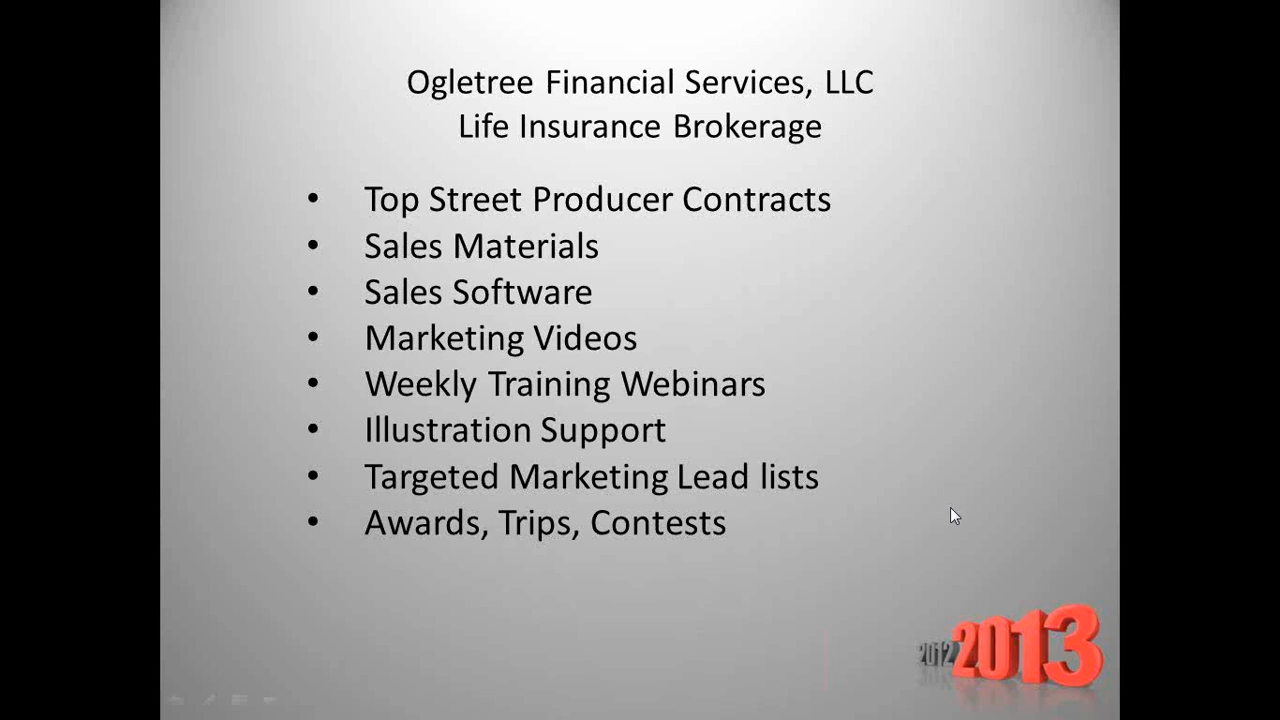 Ogletree Financial Services, LLC
Life Insurance Brokerage
• Top Street Producer Contracts
• Sales Materials
• Sales Software
• Marketing Videos
• Weekly Training Webinars
• Illustration Support
• Targeted Marketing Lead lists
• Awards, Trips, Contests
2012 2013